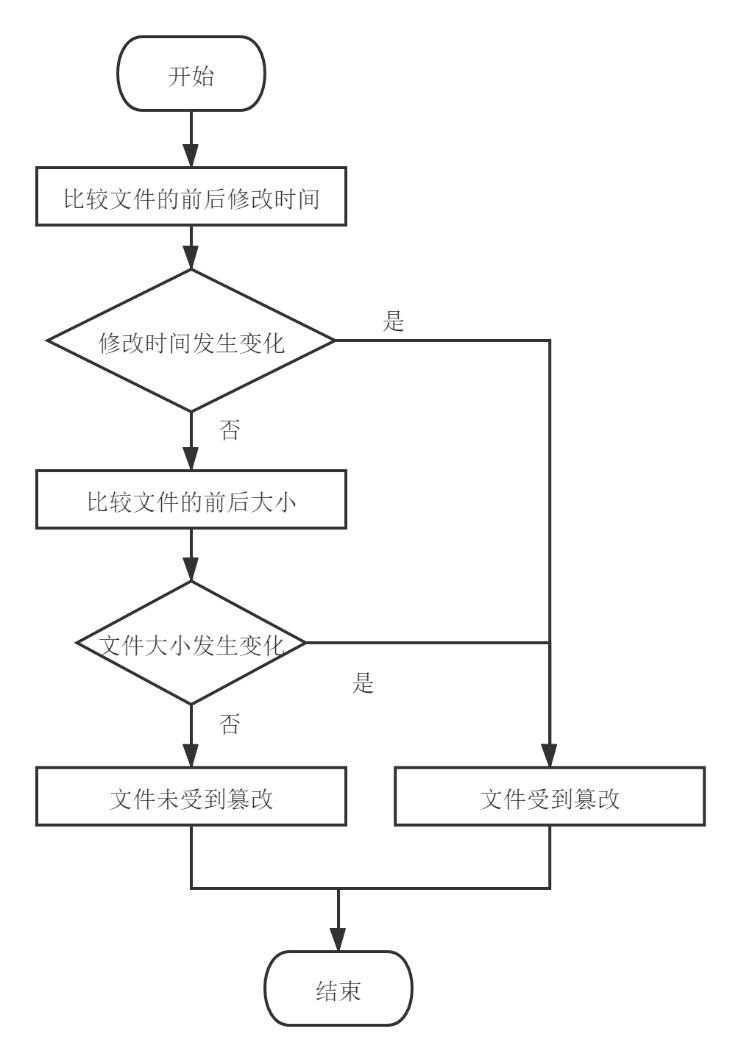 开始
比较文件的前后修改时间
是
修改时间发生变化
否
比较文件的前后大小
文件大小发生变化
是
否
文件未受到篡改
文件受到篡改
结束